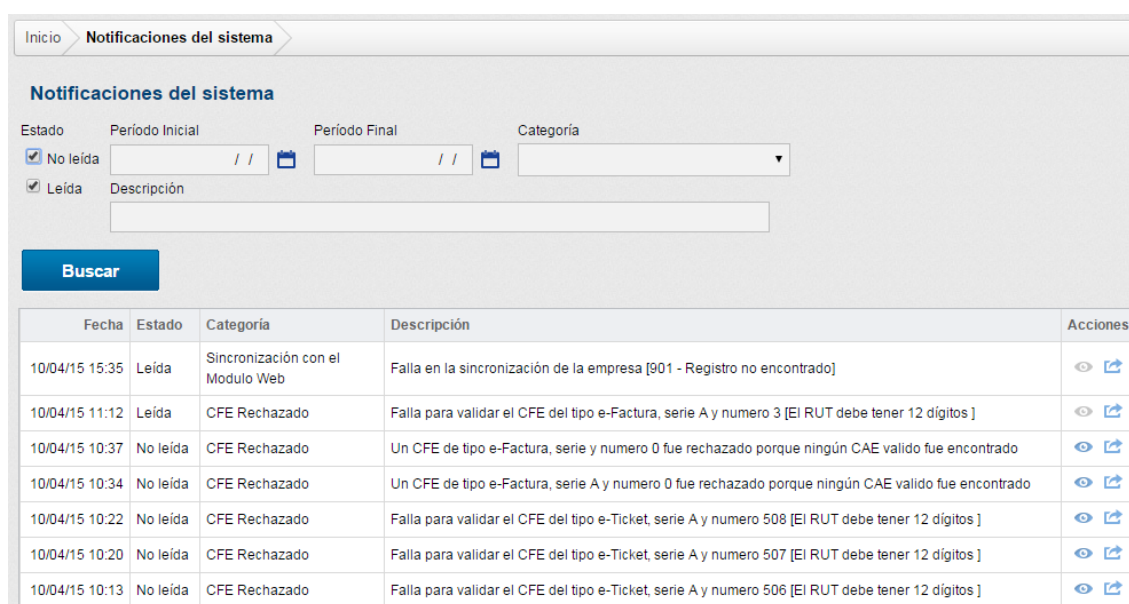 Inicio Notificaciones del sistema
Notificaciones del sistema
Estado Período Inicial Período Final Categoría
No leída / / / /
Leída Descripción
Buscar
Fecha Estado Categoría Descripción Acciones
10/04/15 15:35 Leída Sincronización con el Modulo Web Falla en la sincronización de la empresa [901 - Registro no encontrado]
10/04/15 11:12 Leída CFE Rechazado Falla para validar el CFE del tipo e-Factura, serie A y numero 3 [El RUT debe tener 12 dígitos ]
10/04/15 10:37 No leída CFE Rechazado Un CFE de tipo e-Factura, serie y numero 0 fue rechazado porque ningún CAE valido fue encontrado
10/04/15 10:34 No leída CFE Rechazado Un CFE de tipo e-Factura, serie A y numero 0 fue rechazado porque ningún CAE valido fue encontrado
10/04/15 10:22 No leída CFE Rechazado Falla para validar el CFE del tipo e-Ticket, serie A y numero 508 [El RUT debe tener 12 dígitos ]
10/04/15 10:20 No leída CFE Rechazado Falla para validar el CFE del tipo e-Ticket, serie A y numero 507 [El RUT debe tener 12 dígitos ]
10/04/15 10:13 No leída CFE Rechazado Falla para validar el CFE del tipo e-Ticket, serie A y numero 506 [El RUT debe tener 12 dígitos ]